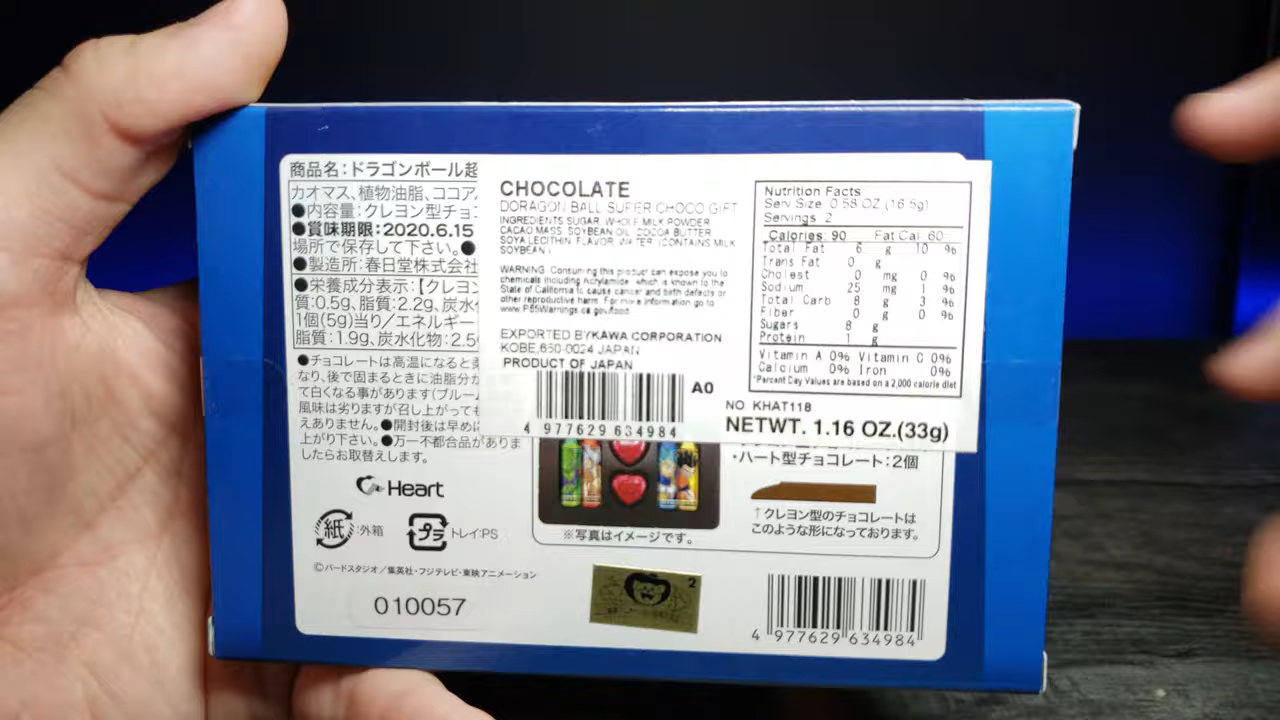 商品名：ドラゴンボール超
カオマス、植物油脂、ココア
●内容量：クレヨン型チョコ
●賞味期限：2020.6.15
場所で保存して下さい。●
●製造所：春日堂株式会社
●栄養成分表示：【クレヨン
質：0.5g、脂質：2.2g、炭水
1個(5g)当り／エネルギー
脂質：1.9g、炭水化物：2.5
●チョコレートは高温になると柔
なり、後で固まるときに油脂分が
て白くなる事があります(ブルーム
風味は劣りますが召し上がっても
えありません。●開封後は早めに
上がり下さい。●万一不都合品がありま
したらお取替えします。
Heart
紙：外箱
プラ トレイ:PS
©バードスタジオ／集英社・フジテレビ・東映アニメーション
010057
CHOCOLATE
DORAGON BALL SUPER CHOCO GIFT
INGREDIENTS SUGAR WHOLE MILK POWDER
CACAO MASS SOYBEAN OIL COCOA BUTTER
SOYA LECITHIN FLAVOR WATER (CONTAINS MILK
SOYBEAN)
WARNING Consuming this product can expose you to
chemicals including Acrylamide which is known to the
State of California to cause cancer and birth defects or
other reproductive harm For more information go to
www.P65Warnings.ca.gov/food
EXPORTED BYKAWA CORPORATION
KOBE,650-0024 JAPAN
PRODUCT OF JAPAN
A0
4 977629 634984
Nutrition Facts
Serv Size 0.58 OZ.(16.5g)
Servings 2
Calories 90 Fat Cal 60
Total Fat 6 g 10 %
Trans Fat 0 g
Cholest 0 mg 0 %
Sodium 25 mg 1 %
Total Carb 8 g 3 %
Fiber 0 g 0 %
Sugars 8 g
Protein 1 g
Vitamin A 0% Vitamin C 0%
Calcium 0% Iron 0%
*Percent Day Values are based on a 2,000 calorie diet
NO KHAT118
NETWT. 1.16 OZ.(33g)
・ハート型チョコレート：2個
↑クレヨン型のチョコレートは
このような形になっております。
※写真はイメージです。
2
4 977629 634984